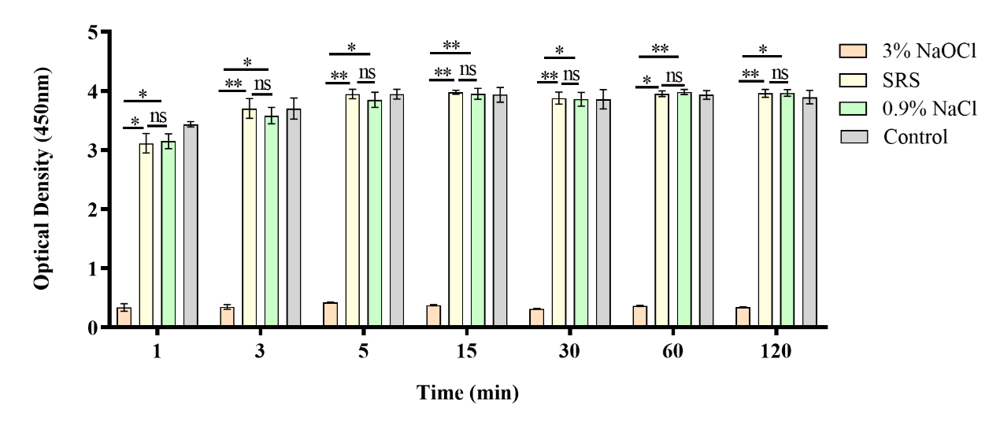 5
4
3
2
1
0
Optical Density (450nm)
* * ns
* ** ns
* ** ns
** ** ns
* ** ns
** * ns
* ** ns
3% NaOCl
SRS
0.9% NaCl
Control
1 3 5 15 30 60 120
Time (min)